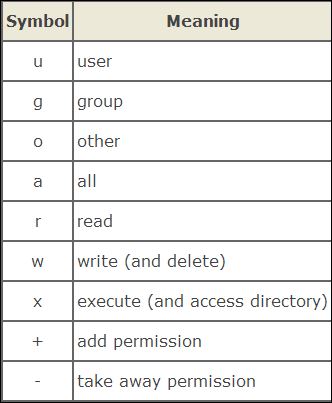 Symbol Meaning
u user
g group
o other
a all
r read
w write (and delete)
x execute (and access directory)
+ add permission
- take away permission